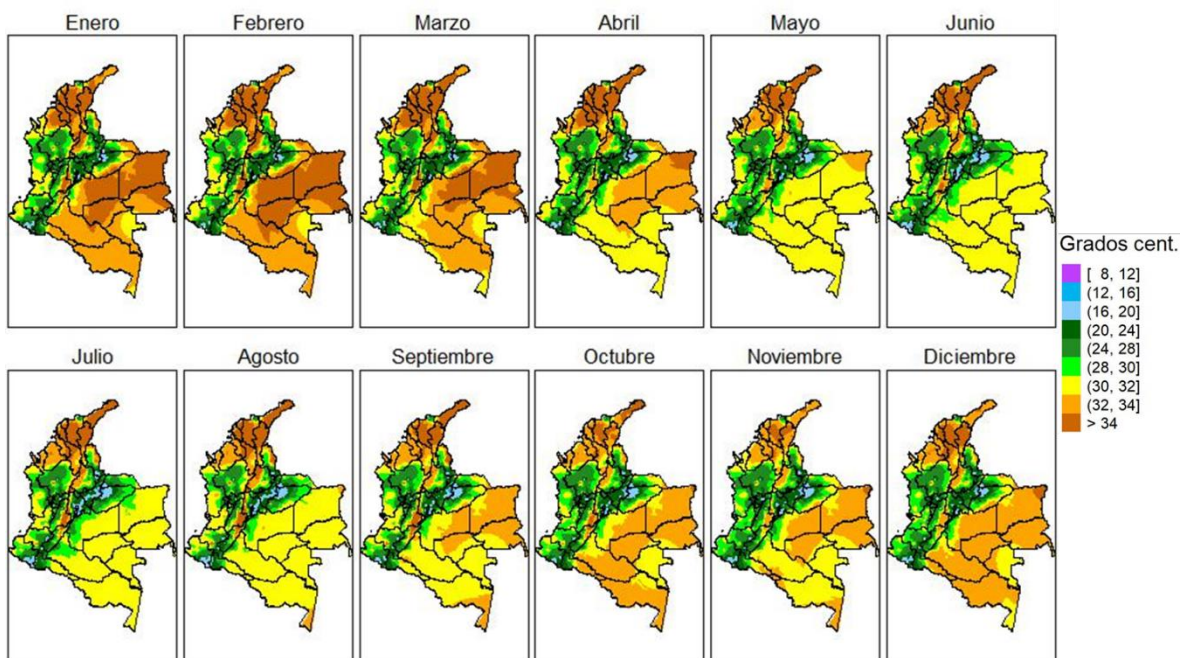 Enero
Febrero
Marzo
Abril
Mayo
Junio
Grados cent.
[ 8, 12]
(12, 16]
(16, 20]
(20, 24]
(24, 28]
(28, 30]
(30, 32]
(32, 34]
> 34
Julio
Agosto
Septiembre
Octubre
Noviembre
Diciembre